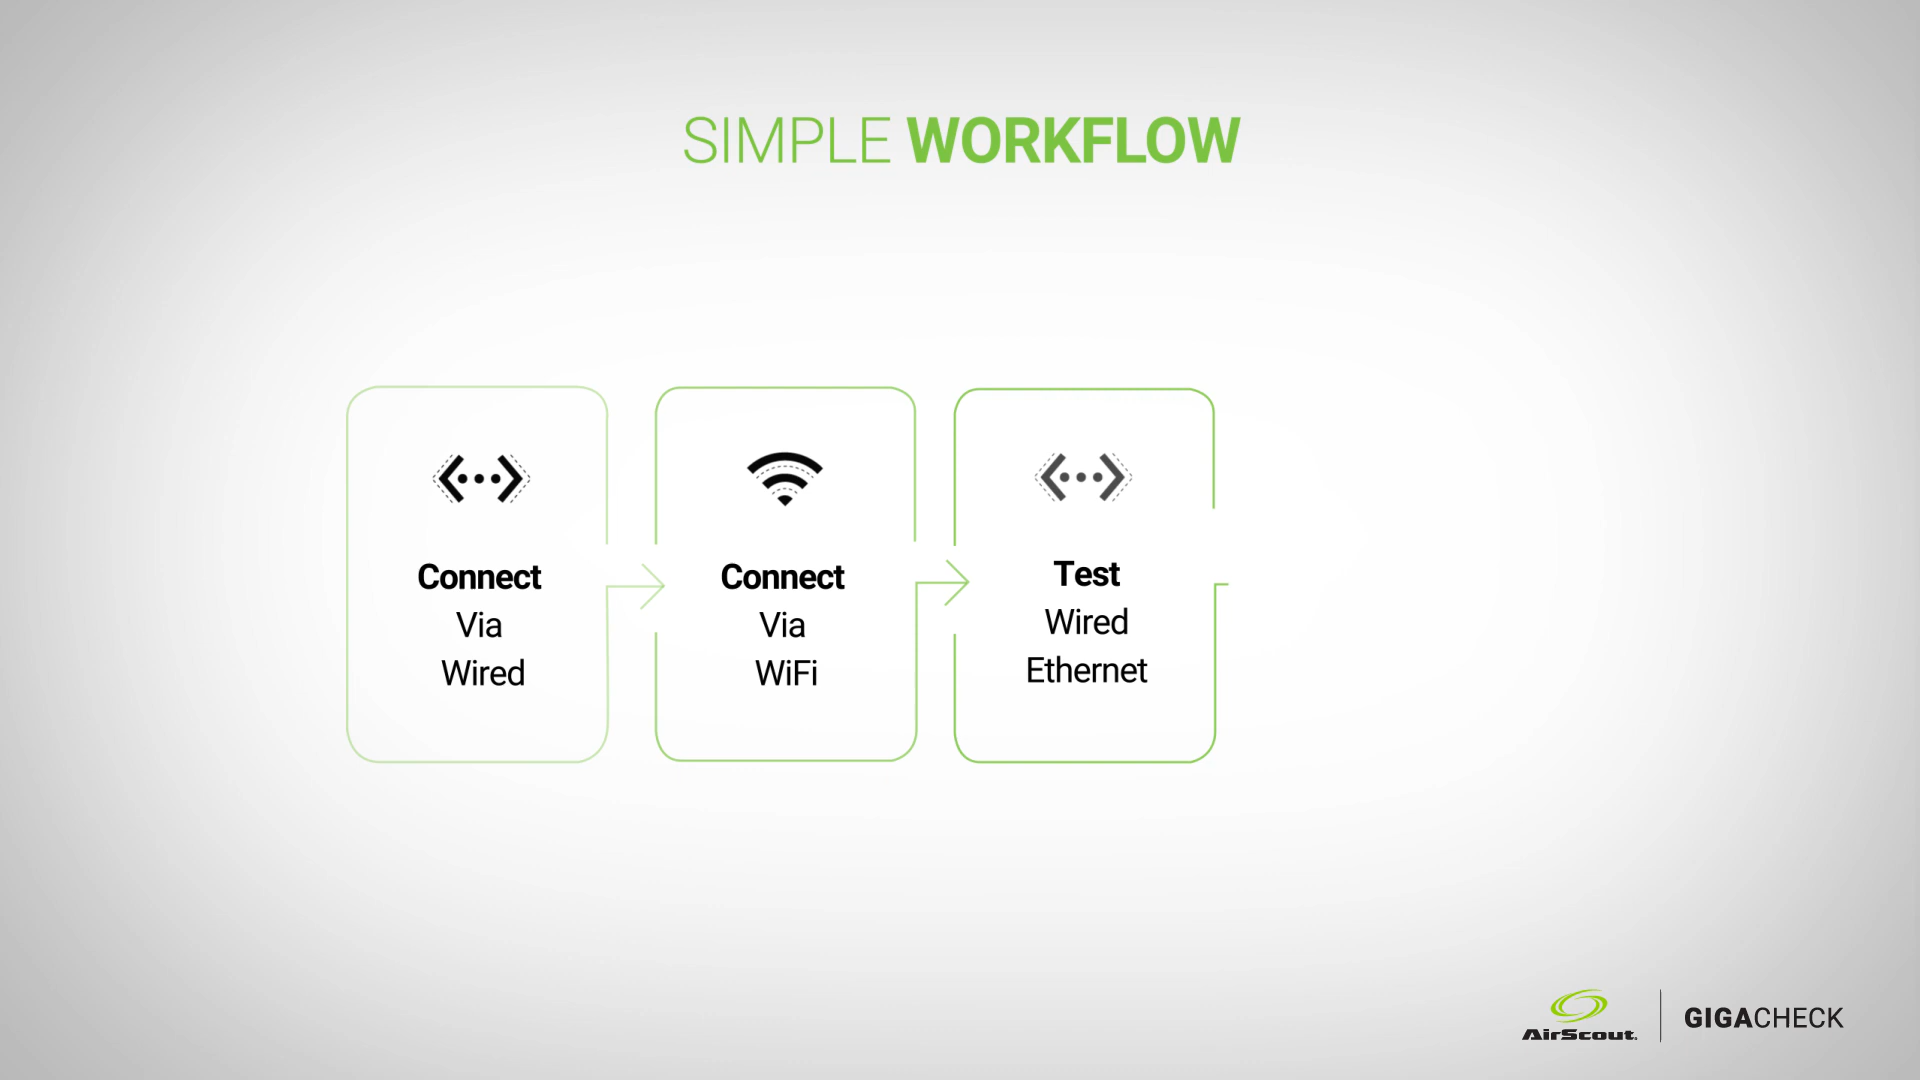 SIMPLE WORKFLOW
Connect
Via
Wired
Connect
Via
WiFi
Test
Wired
Ethernet
AirScout
GIGACHECK